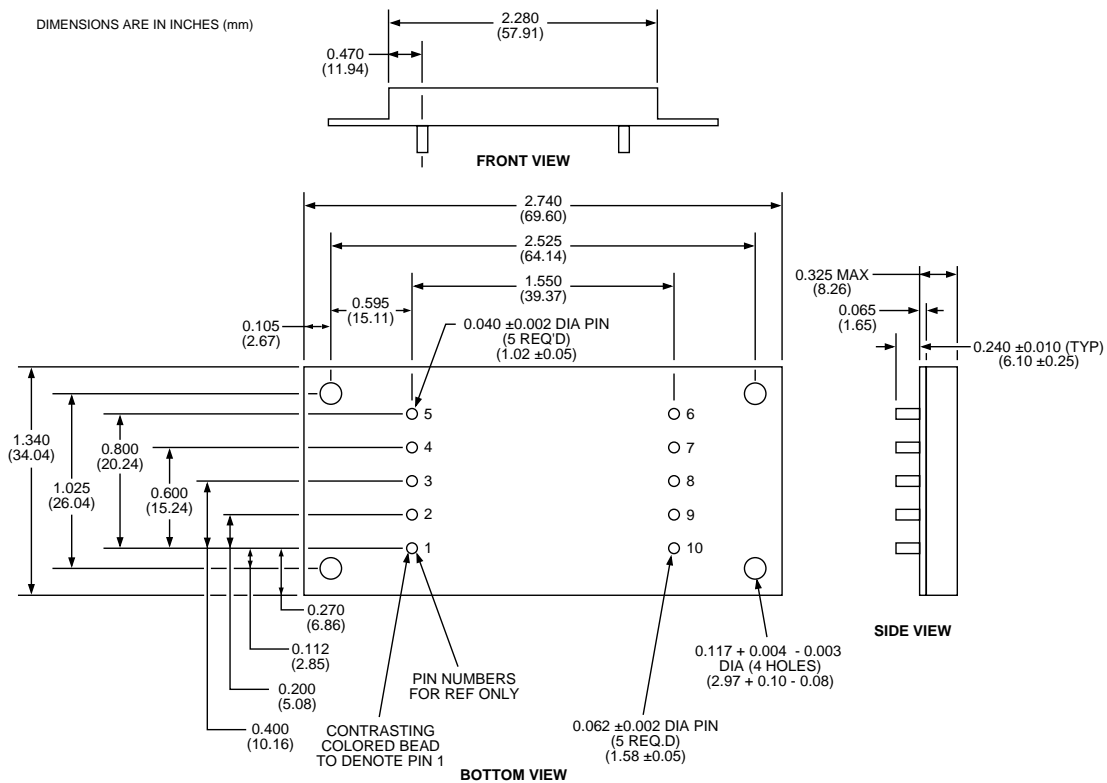 DIMENSIONS ARE IN INCHES (mm)
2.280
(57.91)
0.470
(11.94)
FRONT VIEW
2.740
(69.60)
2.525
(64.14)
1.550
(39.37)
0.595
(15.11)
0.105
(2.67)
0.040 ±0.002 DIA PIN
(5 REQ'D)
(1.02 ±0.05)
0.325 MAX
(8.26)
0.065
(1.65)
0.240 ±0.010 (TYP)
(6.10 ±0.25)
1.340
(34.04)
1.025
(26.04)
0.800
(20.24)
0.600
(15.24)
5
4
3
2
1
6
7
8
9
10
0.270
(6.86)
0.112
(2.85)
0.200
(5.08)
0.400
(10.16)
PIN NUMBERS
FOR REF ONLY
CONTRASTING
COLORED BEAD
TO DENOTE PIN 1
0.062 ±0.002 DIA PIN
(5 REQ.D)
(1.58 ±0.05)
0.117 + 0.004 - 0.003
DIA (4 HOLES)
(2.97 + 0.10 - 0.08)
SIDE VIEW
BOTTOM VIEW